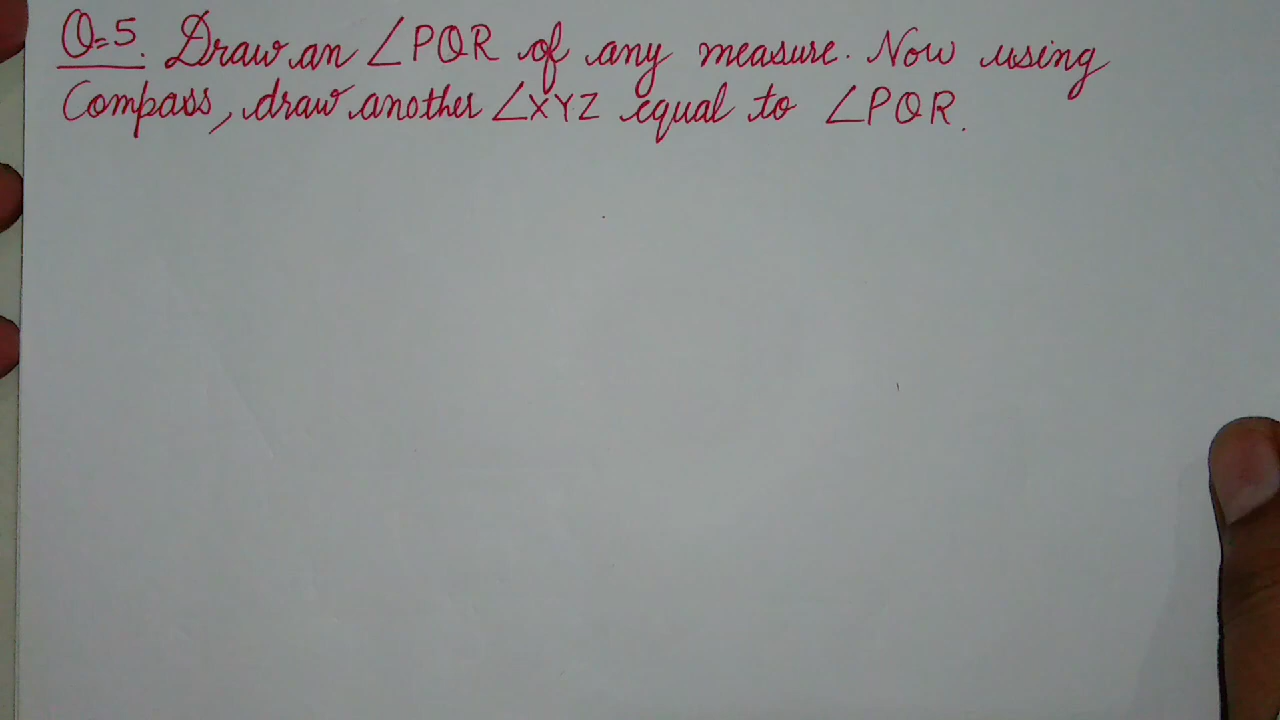 Q=5. Draw an ∠PQR of any measure. Now using
Compass, draw another ∠XYZ equal to ∠PQR.